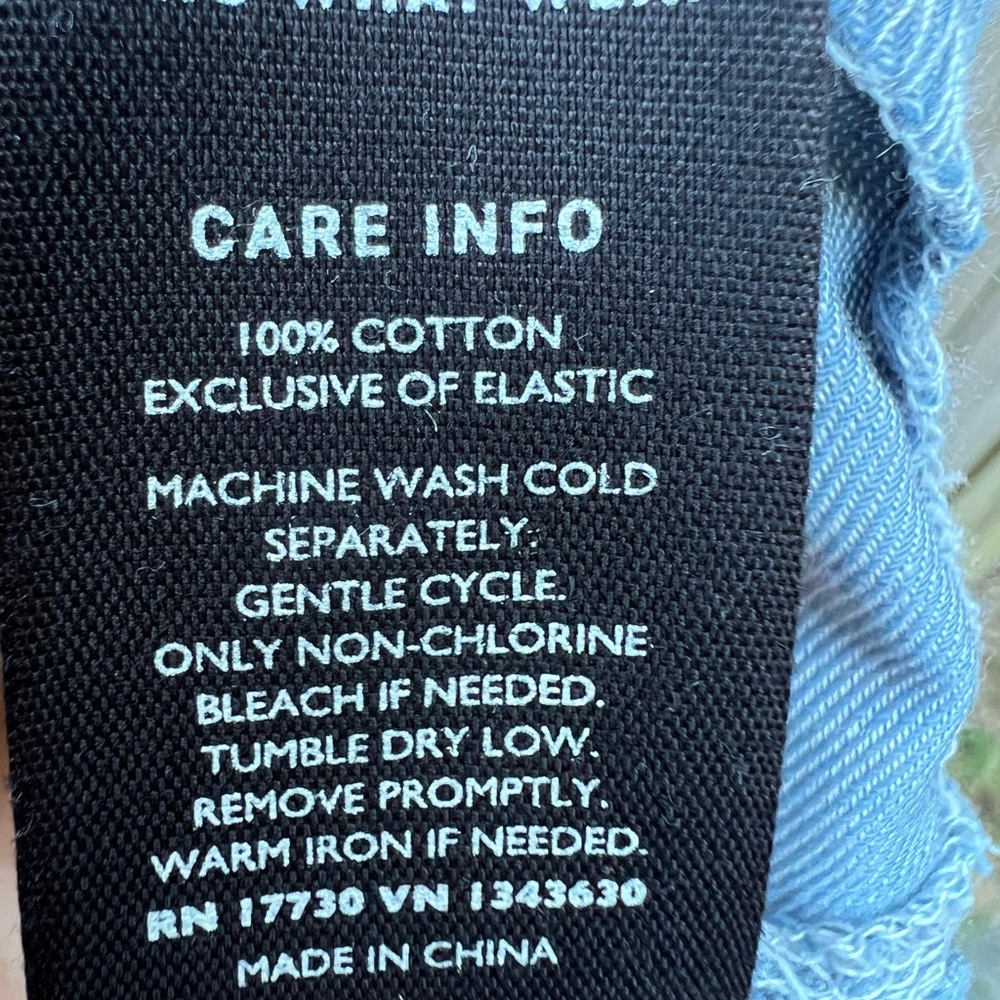 WHAT
CARE INFO
100% COTTON
EXCLUSIVE OF ELASTIC
MACHINE WASH COLD
SEPARATELY.
GENTLE CYCLE.
ONLY NON-CHLORINE
BLEACH IF NEEDED.
TUMBLE DRY LOW.
REMOVE PROMPTLY.
WARM IRON IF NEEDED.
RN 17730 VN 1343630
MADE IN CHINA